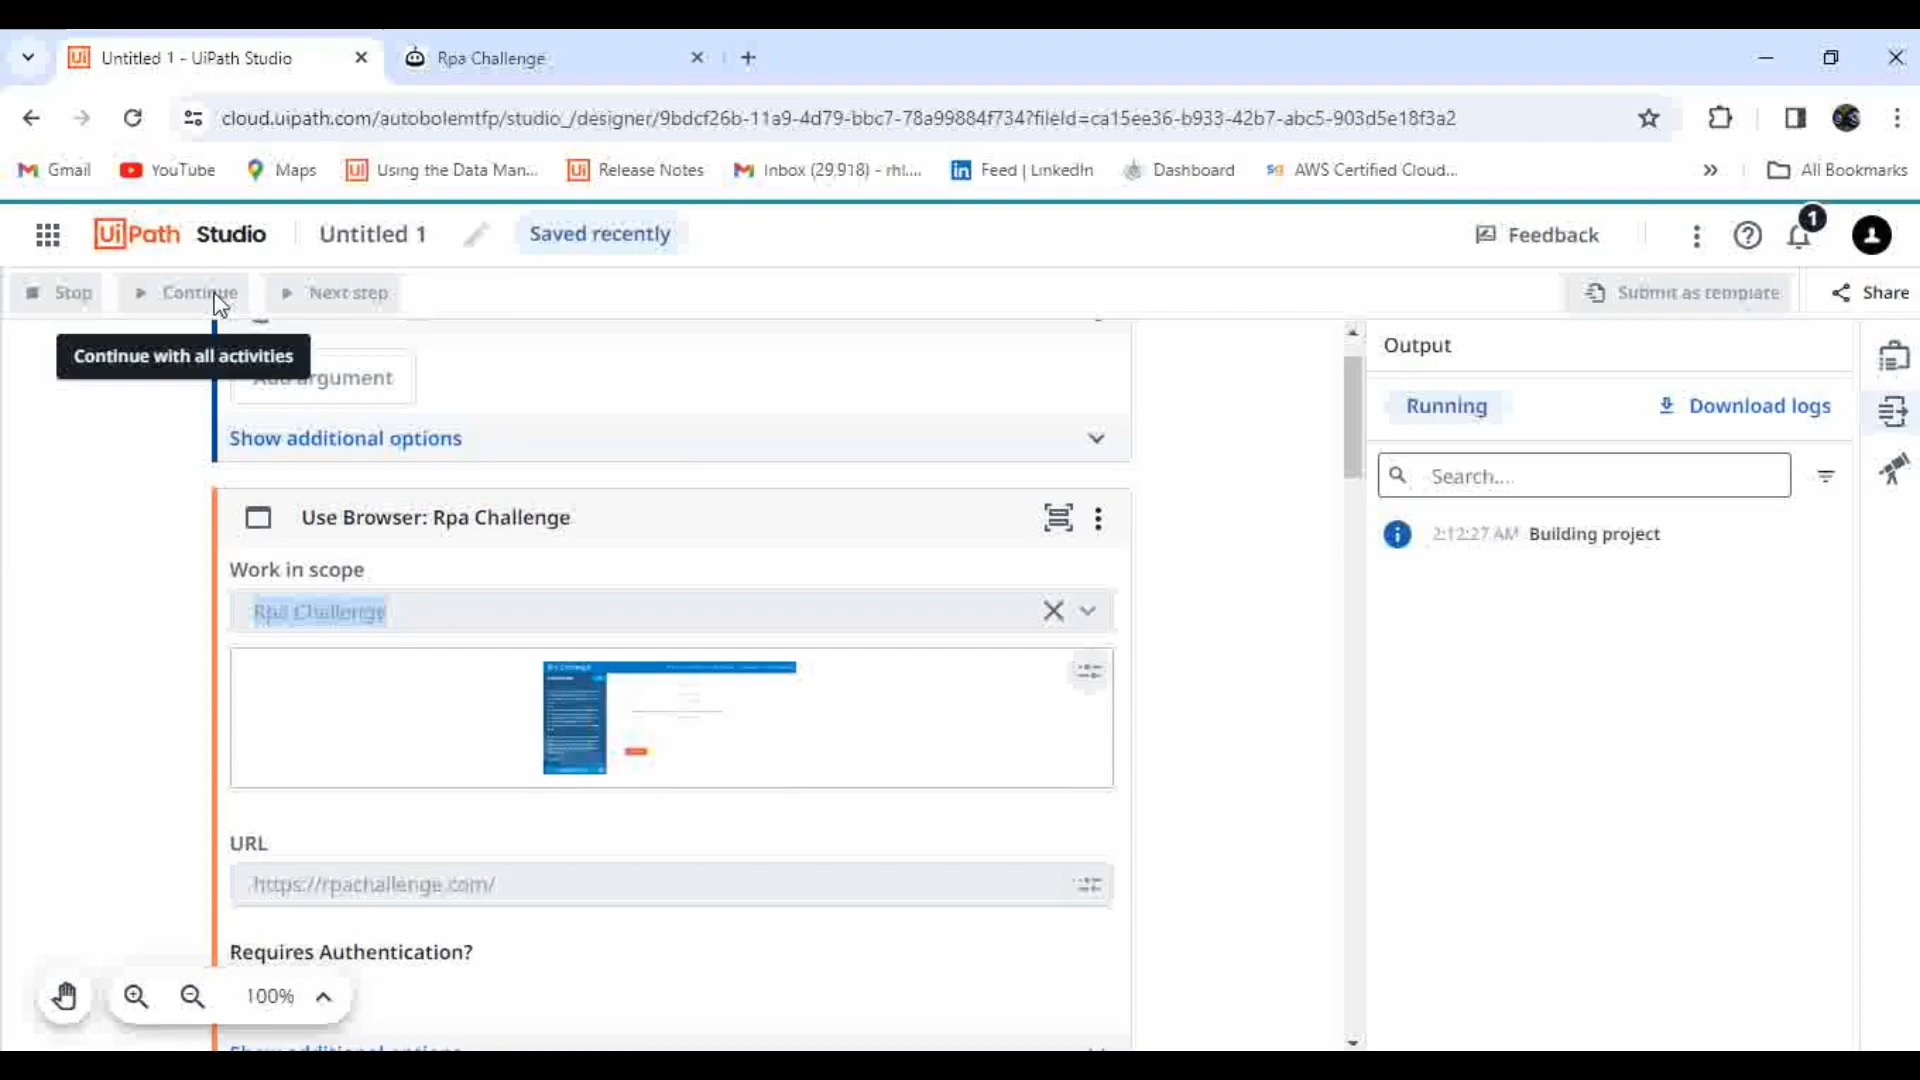 Untitled 1 - UiPath Studio
Rpa Challenge
cloud.uipath.com/autobolemtfp/studio_/designer/9bdcf26b-11a9-4d79-bbc7-78a99884f734?fileId=ca15ee36-b933-42b7-abc5-903d5e18f3a2
Gmail
YouTube
Maps
Using the Data Man...
Release Notes
Inbox (29,918) - rhl....
Feed | LinkedIn
Dashboard
AWS Certified Cloud...
All Bookmarks
UiPath Studio
Untitled 1
Saved recently
Feedback
1
Stop
Continue
Next step
Submit as template
Share
Continue with all activities
Add argument
Show additional options
Use Browser: Rpa Challenge
Work in scope
Rpa Challenge
URL
https://rpachallenge.com/
Requires Authentication?
100%
Output
Running
Download logs
Search....
2:12:27 AM Building project